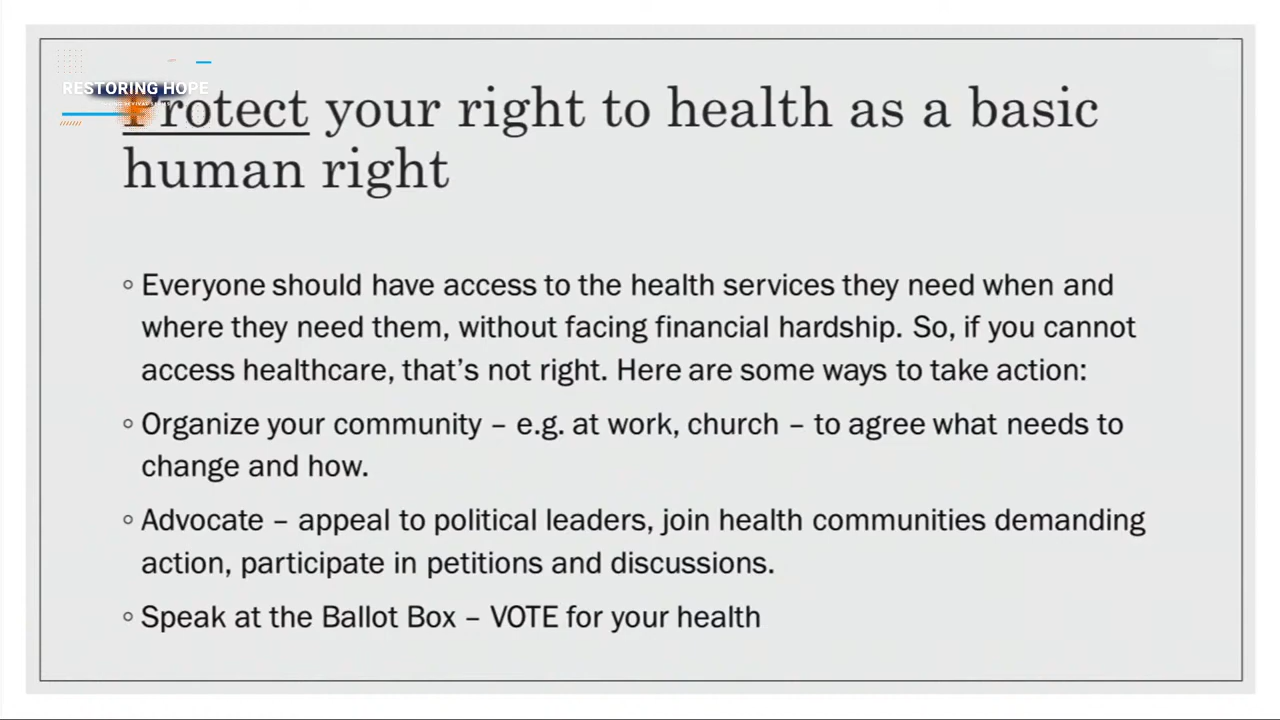 RESTORING HOPE
Protect your right to health as a basic
human right
◦ Everyone should have access to the health services they need when and
where they need them, without facing financial hardship. So, if you cannot
access healthcare, that’s not right. Here are some ways to take action:
◦ Organize your community – e.g. at work, church – to agree what needs to
change and how.
◦ Advocate – appeal to political leaders, join health communities demanding
action, participate in petitions and discussions.
◦ Speak at the Ballot Box – VOTE for your health